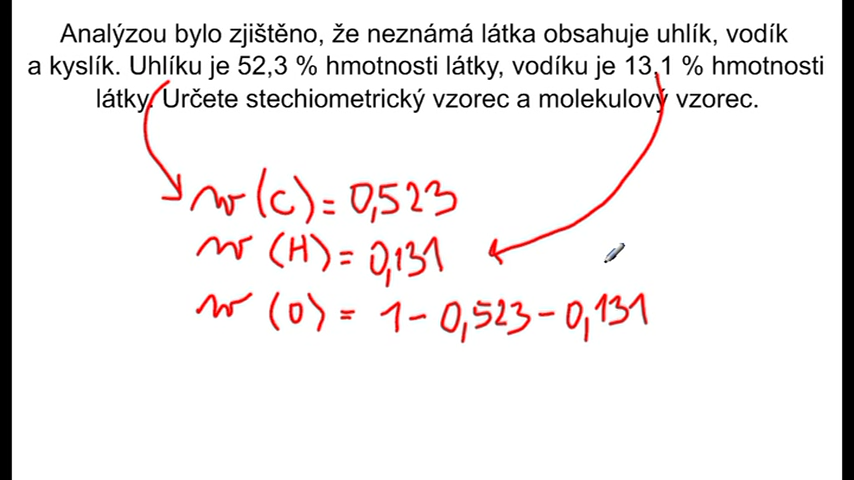 Analýzou bylo zjištěno, že neznámá látka obsahuje uhlík, vodík
a kyslík. Uhlíku je 52,3 % hmotnosti látky, vodíku je 13,1 % hmotnosti
látky. Určete stechiometrický vzorec a molekulový vzorec.
w (C) = 0,523
w (H) = 0,131
w (O) = 1 - 0,523 - 0,131